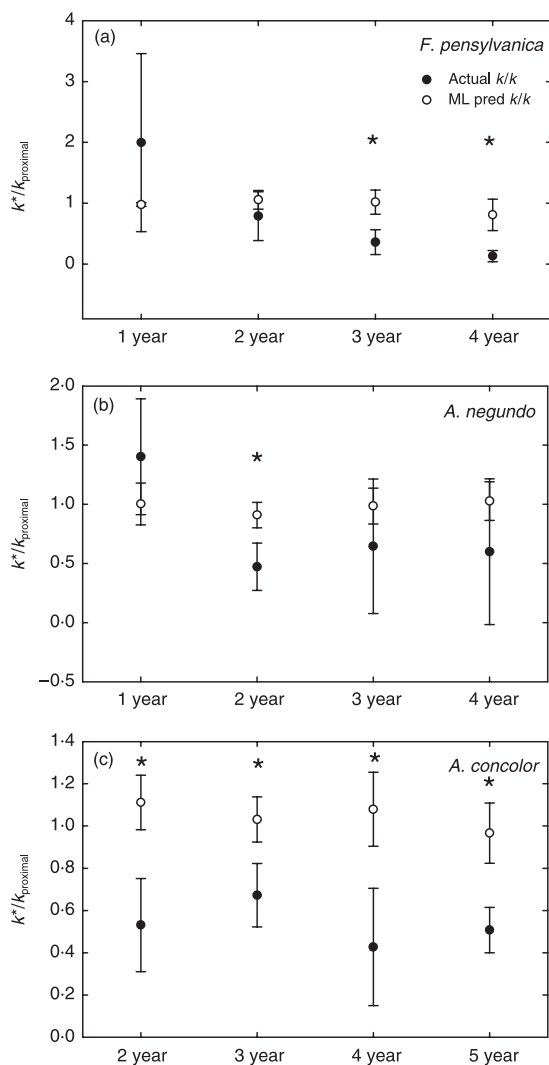 (a)
F. pensylvanica
Actual k/k
ML pred k/k
4
3
2
1
0
* *
k*/kproximal
1 year 2 year 3 year 4 year
(b)
A. negundo
2·0
1·5
1·0
0·5
0·0
−0·5
*
k*/kproximal
1 year 2 year 3 year 4 year
(c)
A. concolor
1·4
1·2
1·0
0·8
0·6
0·4
0·2
0·0
* * * *
k*/kproximal
2 year 3 year 4 year 5 year